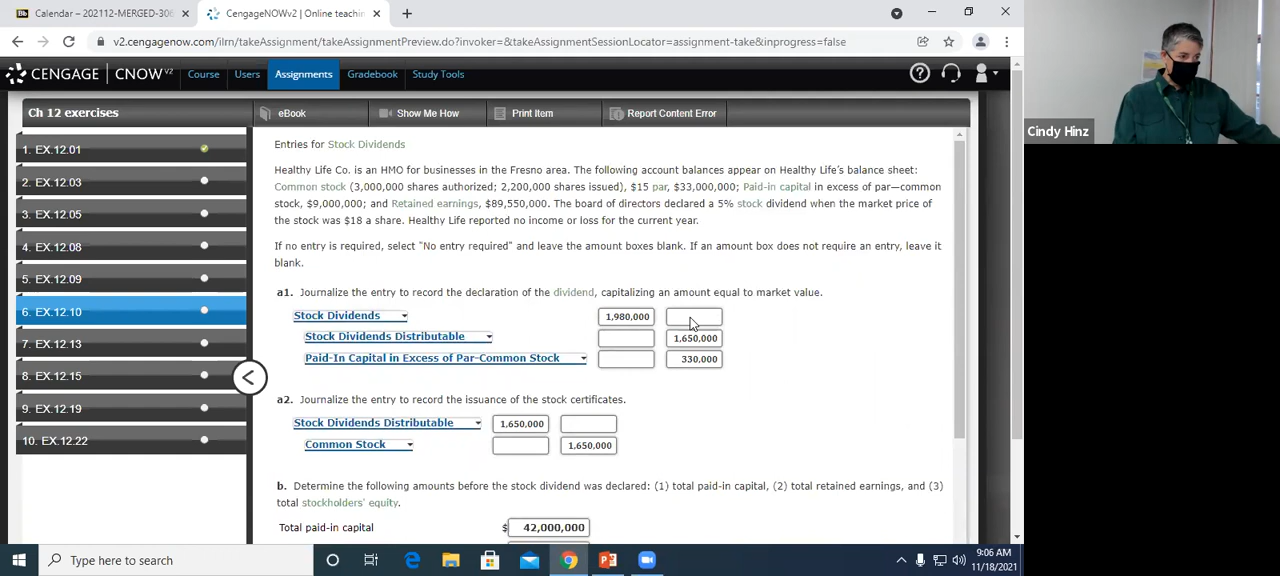 Calendar – 202112-MERGED-306
CengageNOWv2 | Online teachin
v2.cengagenow.com/ilrn/takeAssignment/takeAssignmentPreview.do?invoker=&takeAssignmentSessionLocator=assignment-take&inprogress=false
CENGAGE CNOWv2 Course Users Assignments Gradebook Study Tools
Cindy Hinz
Ch 12 exercises eBook Show Me How Print Item Report Content Error
1. EX.12.01
2. EX.12.03
3. EX.12.05
4. EX.12.08
5. EX.12.09
6. EX.12.10
7. EX.12.13
8. EX.12.15
9. EX.12.19
10. EX.12.22
Entries for Stock Dividends
Healthy Life Co. is an HMO for businesses in the Fresno area. The following account balances appear on Healthy Life's balance sheet:
Common stock (3,000,000 shares authorized; 2,200,000 shares issued), $15 par, $33,000,000; Paid-in capital in excess of par—common
stock, $9,000,000; and Retained earnings, $89,550,000. The board of directors declared a 5% stock dividend when the market price of
the stock was $18 a share. Healthy Life reported no income or loss for the current year.
If no entry is required, select "No entry required" and leave the amount boxes blank. If an amount box does not require an entry, leave it
blank.
a1. Journalize the entry to record the declaration of the dividend, capitalizing an amount equal to market value.
Stock Dividends 1,980,000
Stock Dividends Distributable 1,650,000
Paid-In Capital in Excess of Par-Common Stock 330,000
a2. Journalize the entry to record the issuance of the stock certificates.
Stock Dividends Distributable 1,650,000
Common Stock 1,650,000
b. Determine the following amounts before the stock dividend was declared: (1) total paid-in capital, (2) total retained earnings, and (3)
total stockholders' equity.
Total paid-in capital $ 42,000,000
Type here to search
9:06 AM
11/18/2021